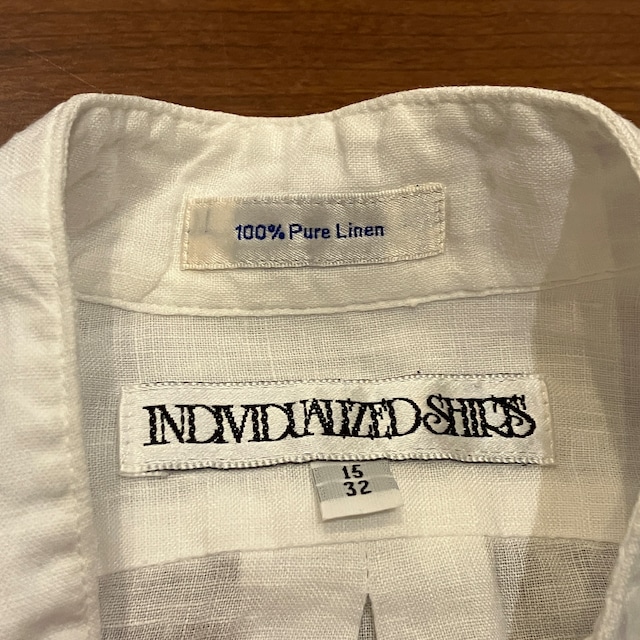 100% Pure Linen
INDIVIDUALIZED SHIRTS
15
32